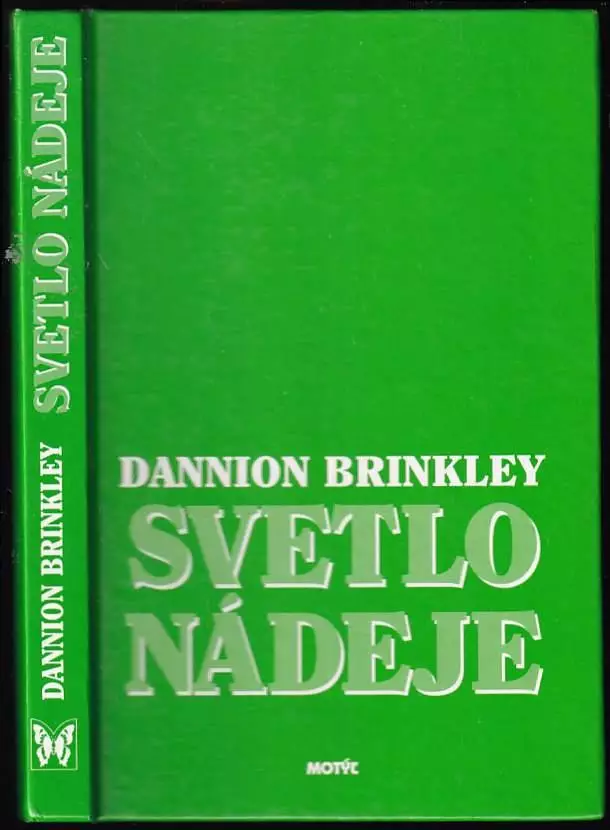 DANNION BRINKLEY SVETLO NÁDEJE
DANNION BRINKLEY
SVETLO
NÁDEJE
MOTÝĽ